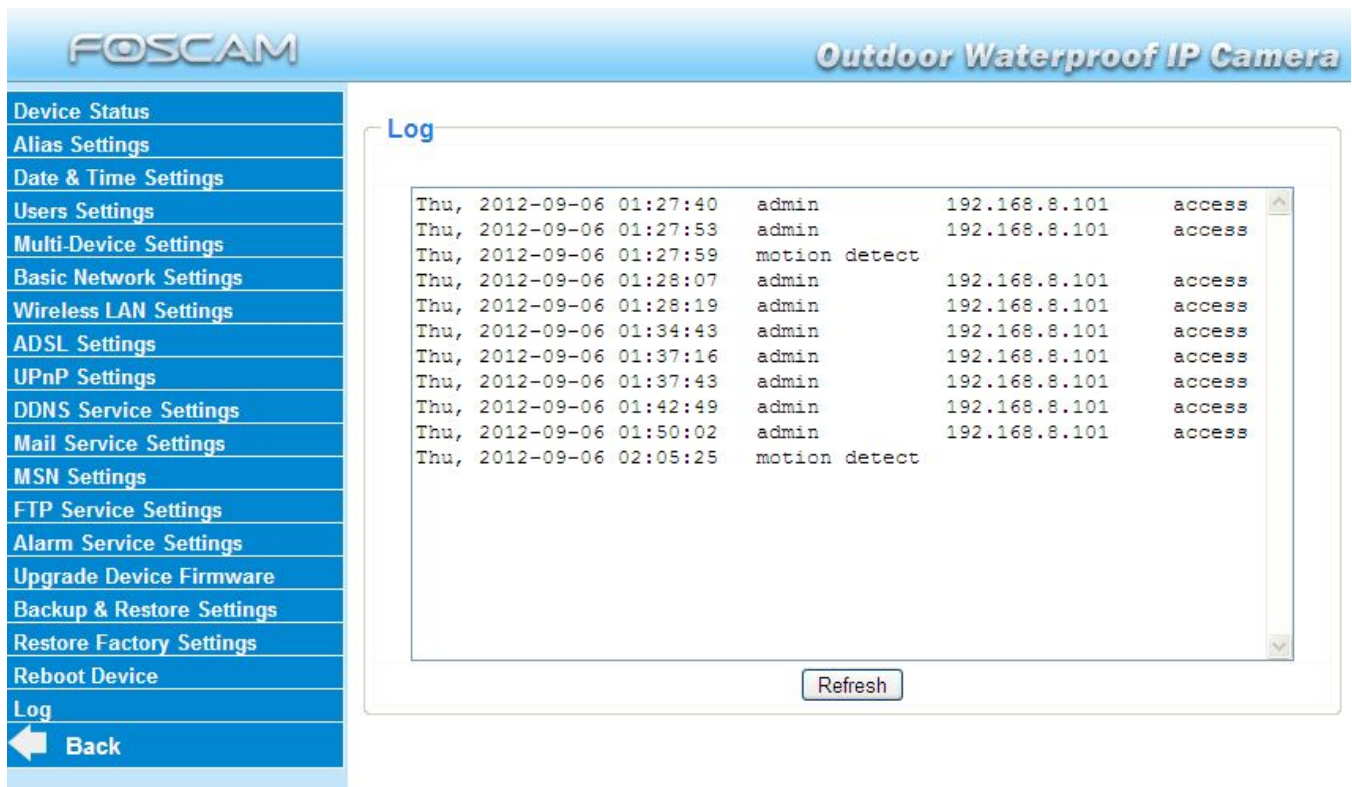 FOSCAM
Outdoor Waterproof IP Camera
Device Status
Alias Settings
Date & Time Settings
Users Settings
Multi-Device Settings
Basic Network Settings
Wireless LAN Settings
ADSL Settings
UPnP Settings
DDNS Service Settings
Mail Service Settings
MSN Settings
FTP Service Settings
Alarm Service Settings
Upgrade Device Firmware
Backup & Restore Settings
Restore Factory Settings
Reboot Device
Log
Back
Log
Thu, 2012-09-06 01:27:40 admin 192.168.8.101 access
Thu, 2012-09-06 01:27:53 admin 192.168.8.101 access
Thu, 2012-09-06 01:27:59 motion detect
Thu, 2012-09-06 01:28:07 admin 192.168.8.101 access
Thu, 2012-09-06 01:28:19 admin 192.168.8.101 access
Thu, 2012-09-06 01:34:43 admin 192.168.8.101 access
Thu, 2012-09-06 01:37:16 admin 192.168.8.101 access
Thu, 2012-09-06 01:37:43 admin 192.168.8.101 access
Thu, 2012-09-06 01:42:49 admin 192.168.8.101 access
Thu, 2012-09-06 01:50:02 admin 192.168.8.101 access
Thu, 2012-09-06 02:05:25 motion detect
Refresh